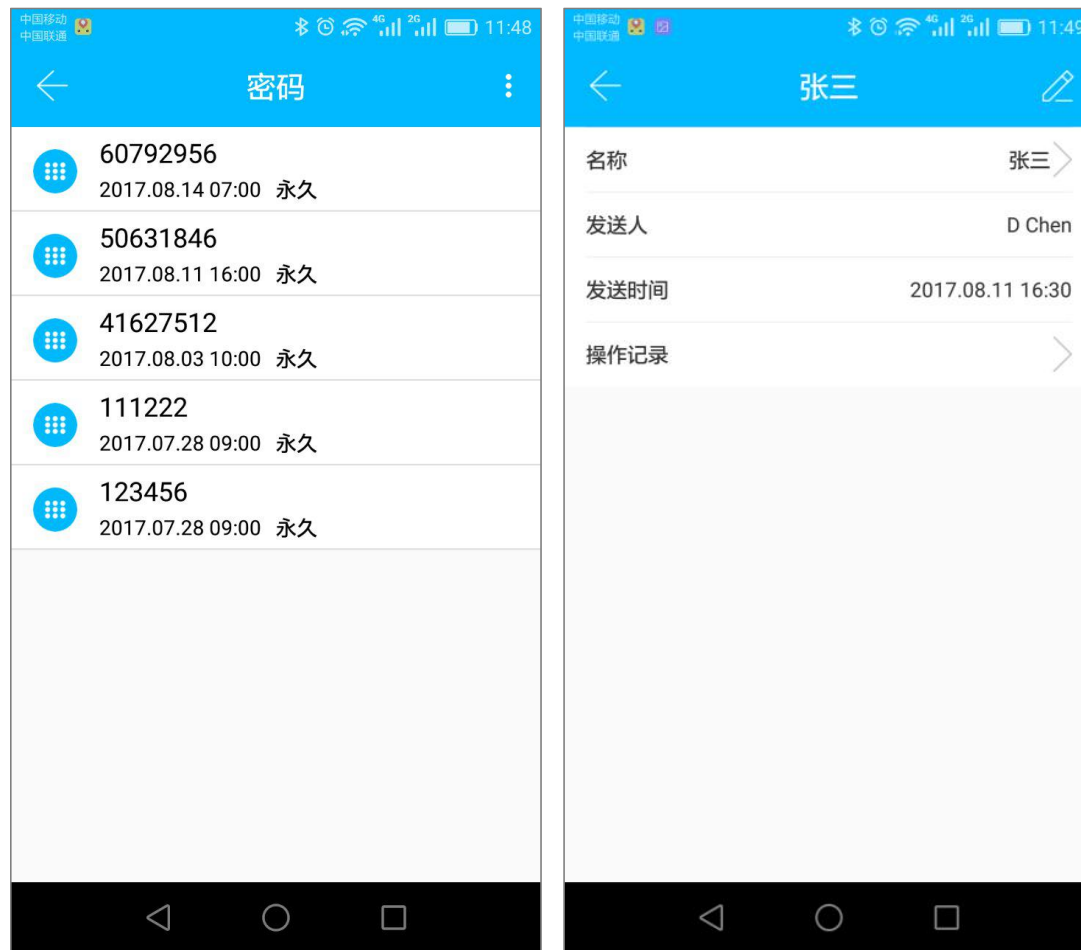 中国移动
中国联通
4G 2G 11:48
密码
60792956
2017.08.14 07:00 永久
50631846
2017.08.11 16:00 永久
41627512
2017.08.03 10:00 永久
111222
2017.07.28 09:00 永久
123456
2017.07.28 09:00 永久
中国移动
中国联通
4G 2G 11:49
张三
名称 张三
发送人 D Chen
发送时间 2017.08.11 16:30
操作记录